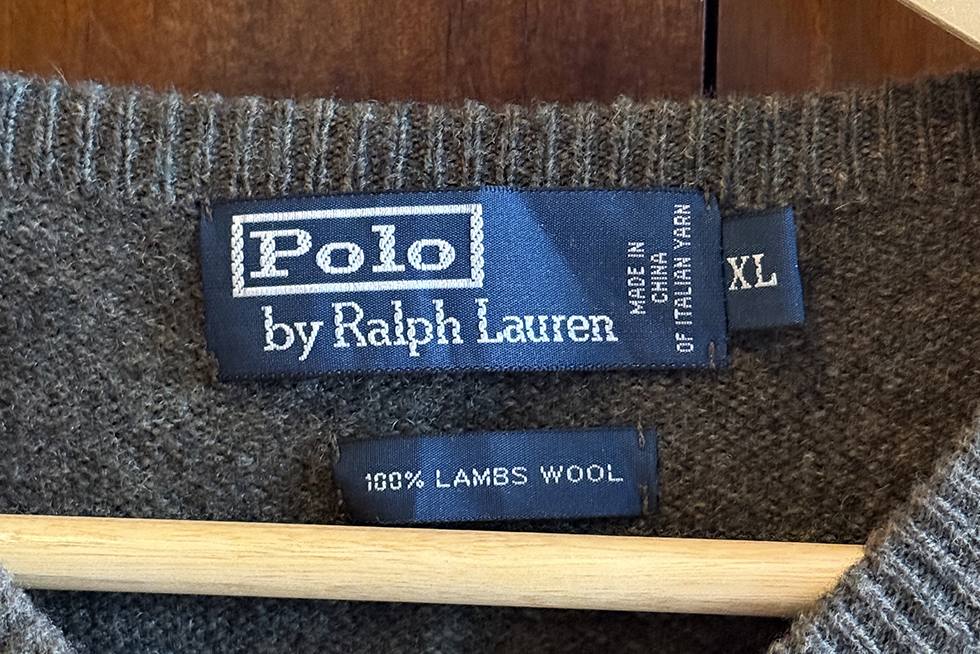 Polo
by Ralph Lauren
MADE IN
CHINA
OF ITALIAN YARN
XL
100% LAMBS WOOL